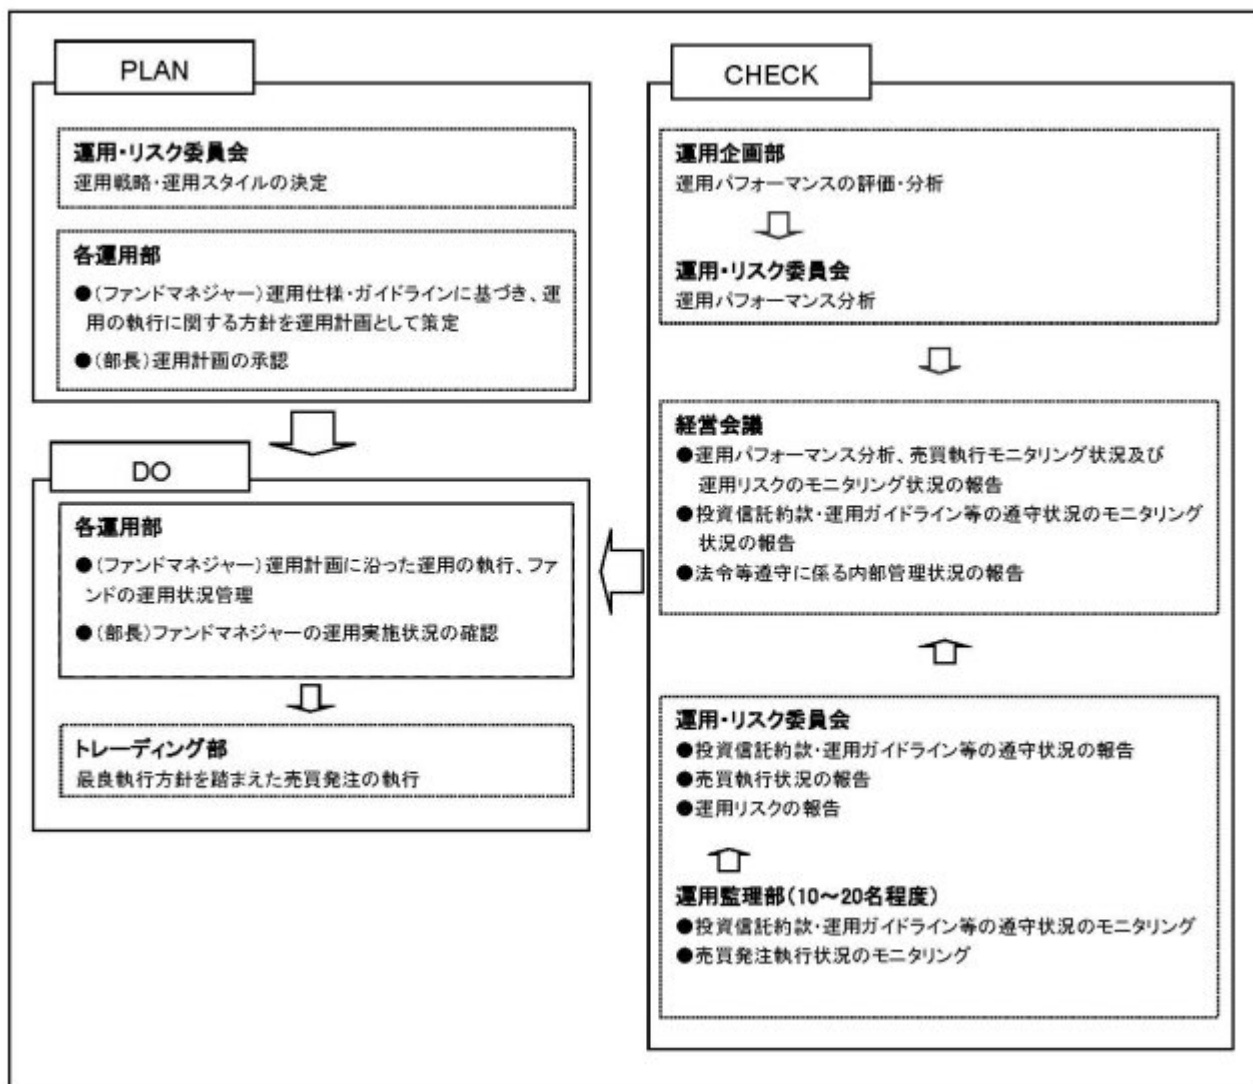 PLAN
運用・リスク委員会
運用戦略・運用スタイルの決定
各運用部
●(ファンドマネジャー)運用仕様・ガイドラインに基づき、運
用の執行に関する方針を運用計画として策定
●(部長)運用計画の承認
DO
各運用部
●(ファンドマネジャー)運用計画に沿った運用の執行、ファ
ンドの運用状況管理
●(部長)ファンドマネジャーの運用実施状況の確認
トレーディング部
最良執行方針を踏まえた売買発注の執行
CHECK
運用企画部
運用パフォーマンスの評価・分析
運用・リスク委員会
運用パフォーマンス分析
経営会議
●運用パフォーマンス分析、売買執行モニタリング状況及び
運用リスクのモニタリング状況の報告
●投資信託約款・運用ガイドライン等の遵守状況のモニタリング
状況の報告
●法令等遵守に係る内部管理状況の報告
運用・リスク委員会
●投資信託約款・運用ガイドライン等の遵守状況の報告
●売買執行状況の報告
●運用リスクの報告
運用監理部(10～20名程度)
●投資信託約款・運用ガイドライン等の遵守状況のモニタリング
●売買発注執行状況のモニタリング